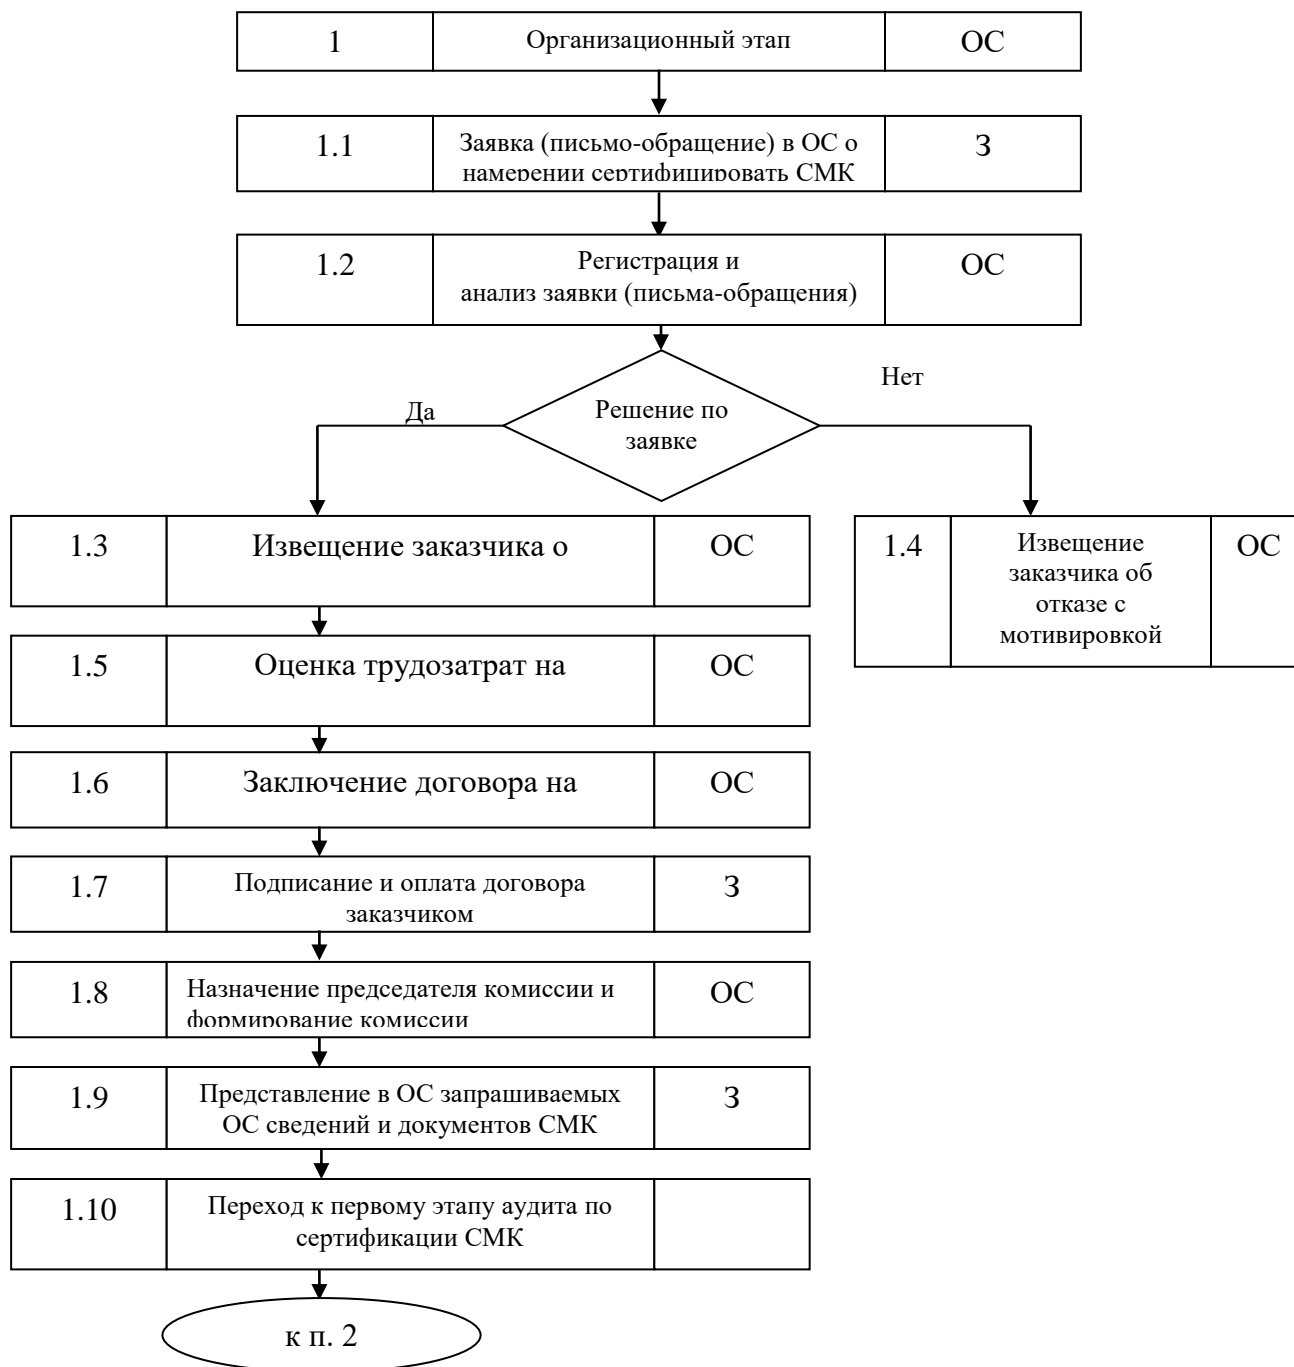 1 Организационный этап ОС
1.1 Заявка (письмо-обращение) в ОС о З
намерении сертифицировать СМК
1.2 Регистрация и ОС
анализ заявки (письма-обращения)
Нет
Да
Решение по
заявке
1.3 Извещение заказчика о ОС
1.4 Извещение ОС
заказчика об
отказе с
мотивировкой
1.5 Оценка трудозатрат на ОС
1.6 Заключение договора на ОС
1.7 Подписание и оплата договора З
заказчиком
1.8 Назначение председателя комиссии и ОС
формирование комиссии
1.9 Представление в ОС запрашиваемых З
ОС сведений и документов СМК
1.10 Переход к первому этапу аудита по
сертификации СМК
к п. 2